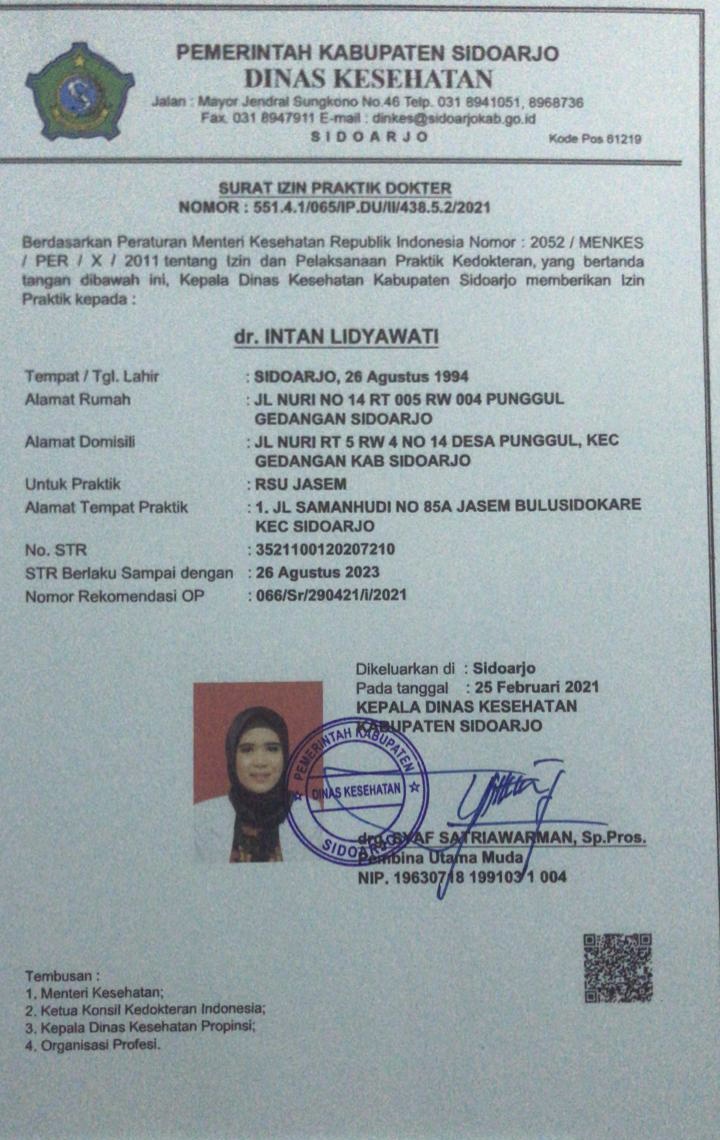 PEMERINTAH KABUPATEN SIDOARJO
DINAS KESEHATAN
Jalan : Mayor Jendral Sungkono No.46 Telp. 031 8941051, 8968736
Fax. 031 8947911 E-mail : dinkes@sidoarjokab.go.id
SIDOARJO Kode Pos 61219
SURAT IZIN PRAKTIK DOKTER
NOMOR : 551.4.1/065/IP.DU/II/438.5.2/2021
Berdasarkan Peraturan Menteri Kesehatan Republik Indonesia Nomor : 2052 / MENKES
/ PER / X / 2011 tentang Izin dan Pelaksanaan Praktik Kedokteran, yang bertanda
tangan dibawah ini, Kepala Dinas Kesehatan Kabupaten Sidoarjo memberikan Izin
Praktik kepada :
dr. INTAN LIDYAWATI
Tempat / Tgl. Lahir : SIDOARJO, 26 Agustus 1994
Alamat Rumah : JL NURI NO 14 RT 005 RW 004 PUNGGUL
GEDANGAN SIDOARJO
Alamat Domisili : JL NURI RT 5 RW 4 NO 14 DESA PUNGGUL, KEC
GEDANGAN KAB SIDOARJO
Untuk Praktik : RSU JASEM
Alamat Tempat Praktik : 1. JL SAMANHUDI NO 85A JASEM BULUSIDOKARE
KEC SIDOARJO
No. STR : 3521100120207210
STR Berlaku Sampai dengan : 26 Agustus 2023
Nomor Rekomendasi OP : 066/Sr/290421/i/2021
Dikeluarkan di : Sidoarjo
Pada tanggal : 25 Februari 2021
KEPALA DINAS KESEHATAN
KABUPATEN SIDOARJO
PEMERINTAH KABUPATEN
DINAS KESEHATAN
SIDOARJO
drg. SYAF SATRIAWARMAN, Sp.Pros.
Pembina Utama Muda
NIP. 19630718 199103 1 004
Tembusan :
1. Menteri Kesehatan;
2. Ketua Konsil Kedokteran Indonesia;
3. Kepala Dinas Kesehatan Propinsi;
4. Organisasi Profesi.